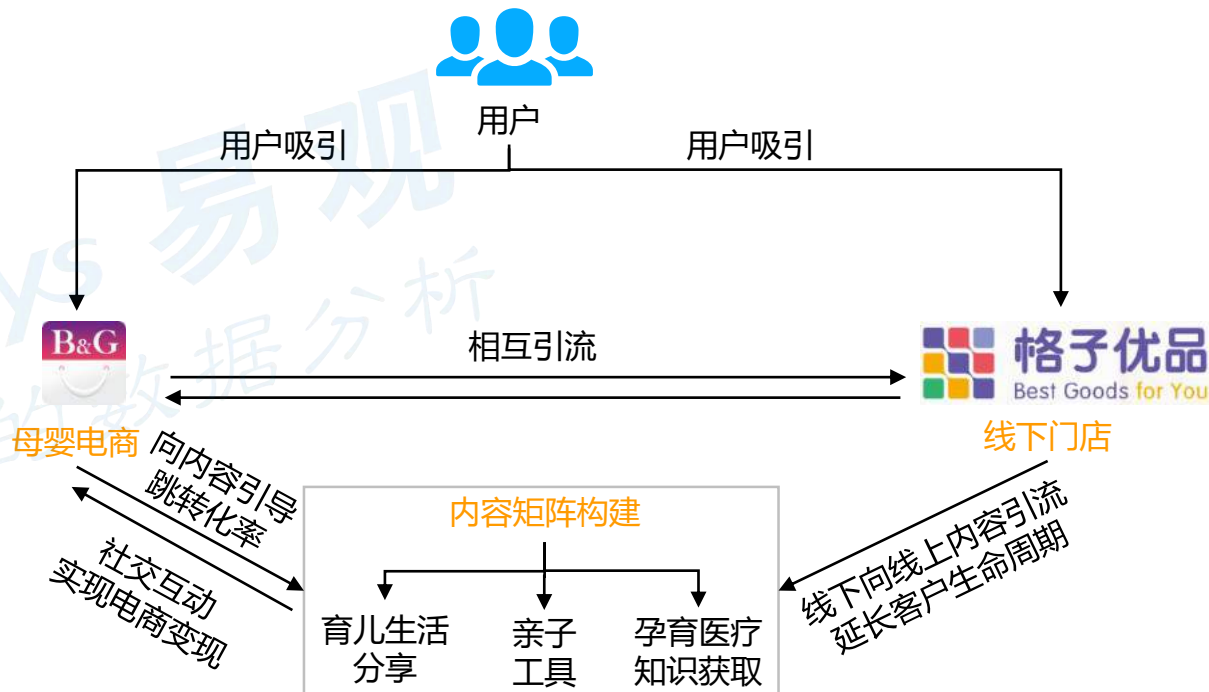 用户
用户吸引
用户吸引
B&G
相互引流
格子优品
Best Goods for You
母婴电商
线下门店
向内容引导
跳转化率
社交互动
实现电商变现
内容矩阵构建
线下向线上内容引流
延长客户生命周期
育儿生活
分享
亲子
工具
孕育医疗
知识获取
ys 易观
数据分析